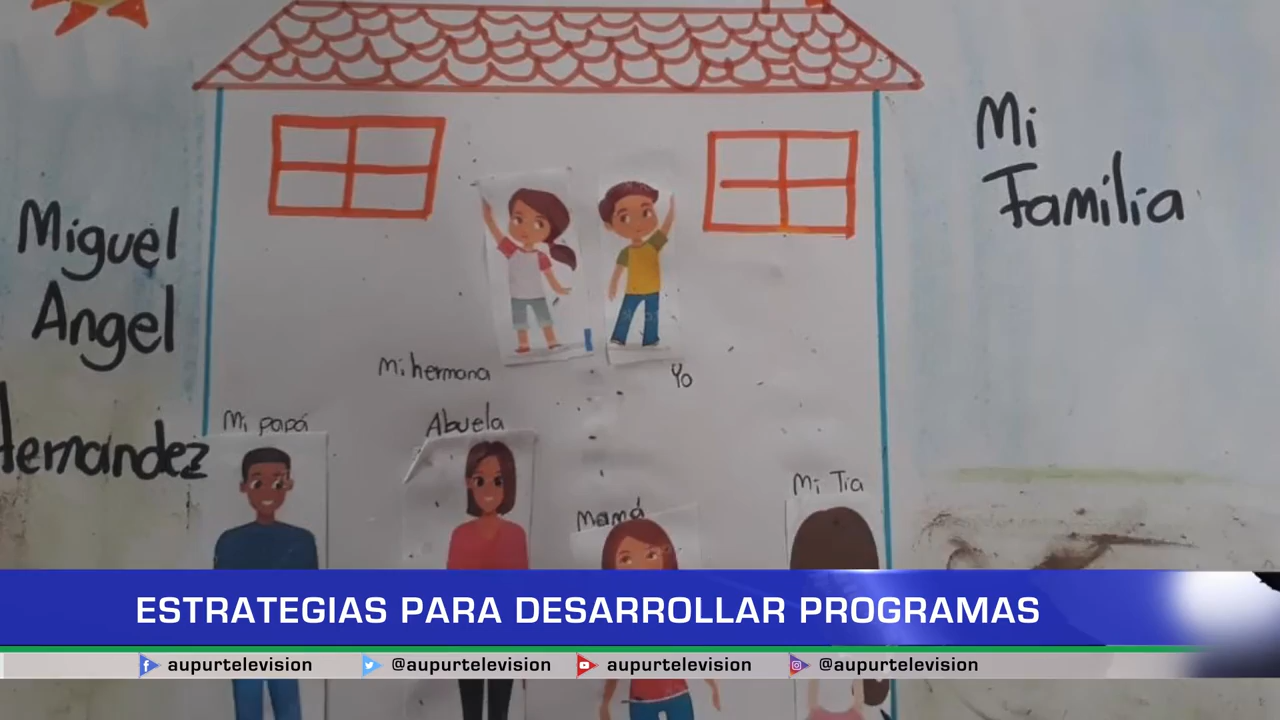 Mi
Familia
Miguel
Angel
Hernandez
Mi hermana
Yo
Mi papá
Abuela
Mamá
Mi Tia
ESTRATEGIAS PARA DESARROLLAR PROGRAMAS
aupurtelevision @aupurtelevision aupurtelevision @aupurtelevision